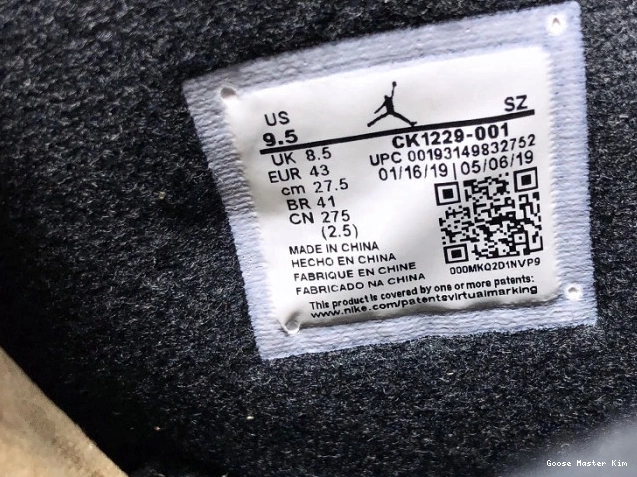 US SZ
9.5 CK1229-001
UK 8.5 UPC 00193149832752
EUR 43 01/16/19 | 05/06/19
cm 27.5
BR 41
CN 275
(2.5)
MADE IN CHINA
HECHO EN CHINA
FABRIQUE EN CHINE
FABRICADO NA CHINA
000MKQ2D1NVP9
This product is covered by one or more patents:
www.nike.com/patentsvirtualmarking
Goose Master Kim